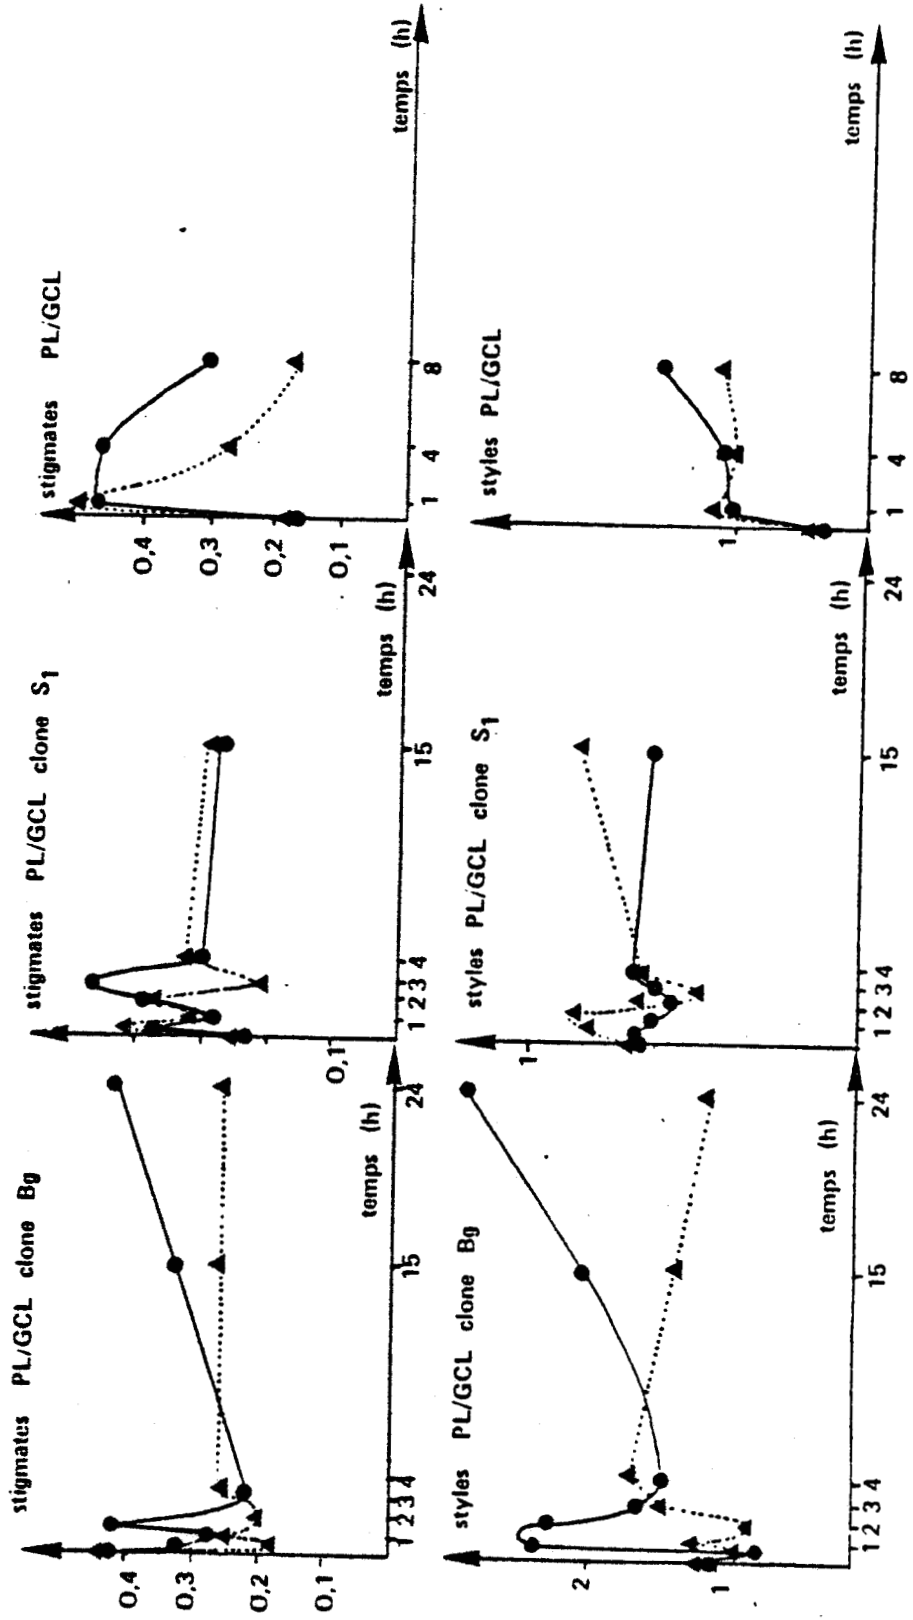 stigmates PL/GCL clone Bg
0,4
0,3
0,2
0,1
1 2 3 4
15
24
temps (h)
stigmates PL/GCL clone S1
0,1
1 2 3 4
15
24
temps (h)
stigmates PL/GCL
0,4
0,3
0,2
0,1
1
4
8
temps (h)
styles PL/GCL clone Bg
2
1
1 2 3 4
15
24
temps (h)
styles PL/GCL clone S1
1
1 2 3 4
15
24
temps (h)
styles PL/GCL
1
1
4
8
temps (h)